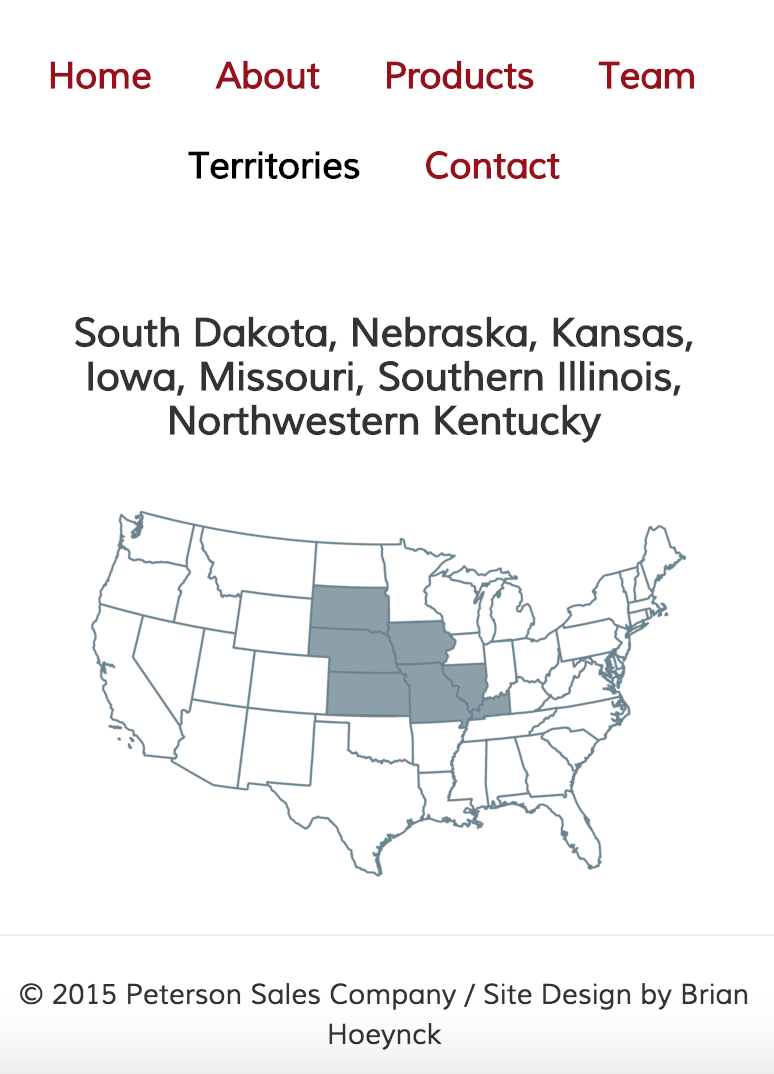 Home About Products Team
Territories Contact
South Dakota, Nebraska, Kansas,
Iowa, Missouri, Southern Illinois,
Northwestern Kentucky
© 2015 Peterson Sales Company / Site Design by Brian
Hoeynck